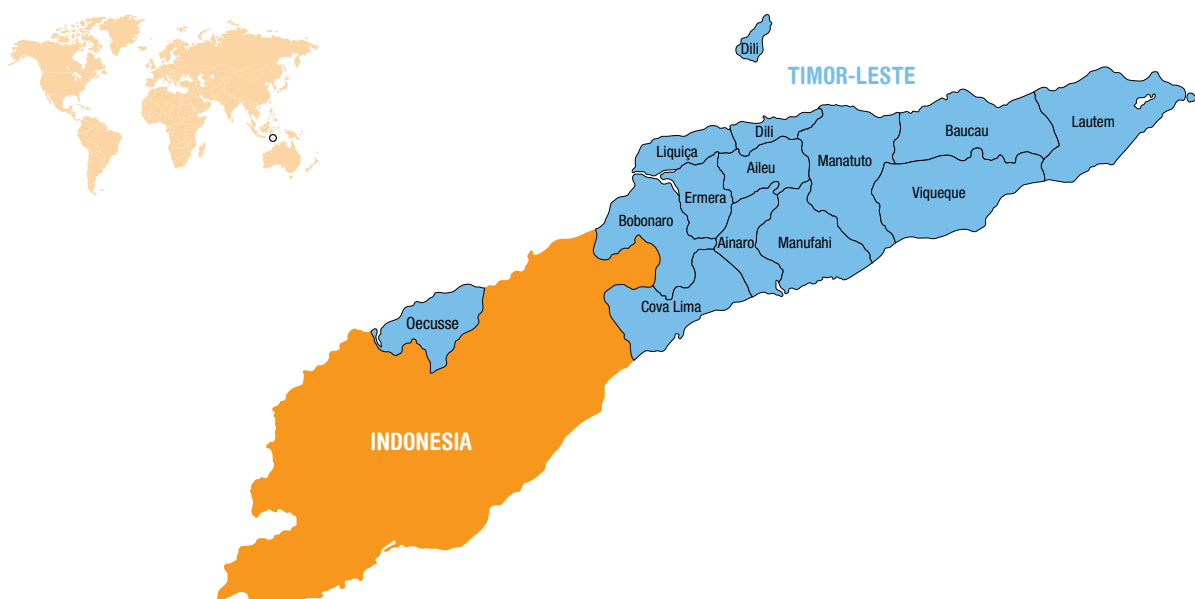 Dili
TIMOR-LESTE
Lautem
Baucau
Dili
Liquiça
Manatuto
Aileu
Viqueque
Ermera
Bobonaro
Ainaro
Manufahi
Cova Lima
Oecusse
INDONESIA